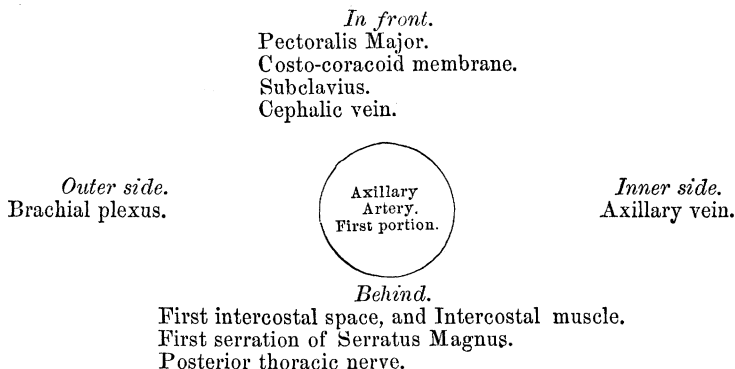 In front.
Pectoralis Major.
Costo-coracoid membrane.
Subclavius.
Cephalic vein.
Outer side.
Brachial plexus.
Axillary
Artery.
First portion.
Inner side.
Axillary vein.
Behind.
First intercostal space, and Intercostal muscle.
First serration of Serratus Magnus.
Posterior thoracic nerve.